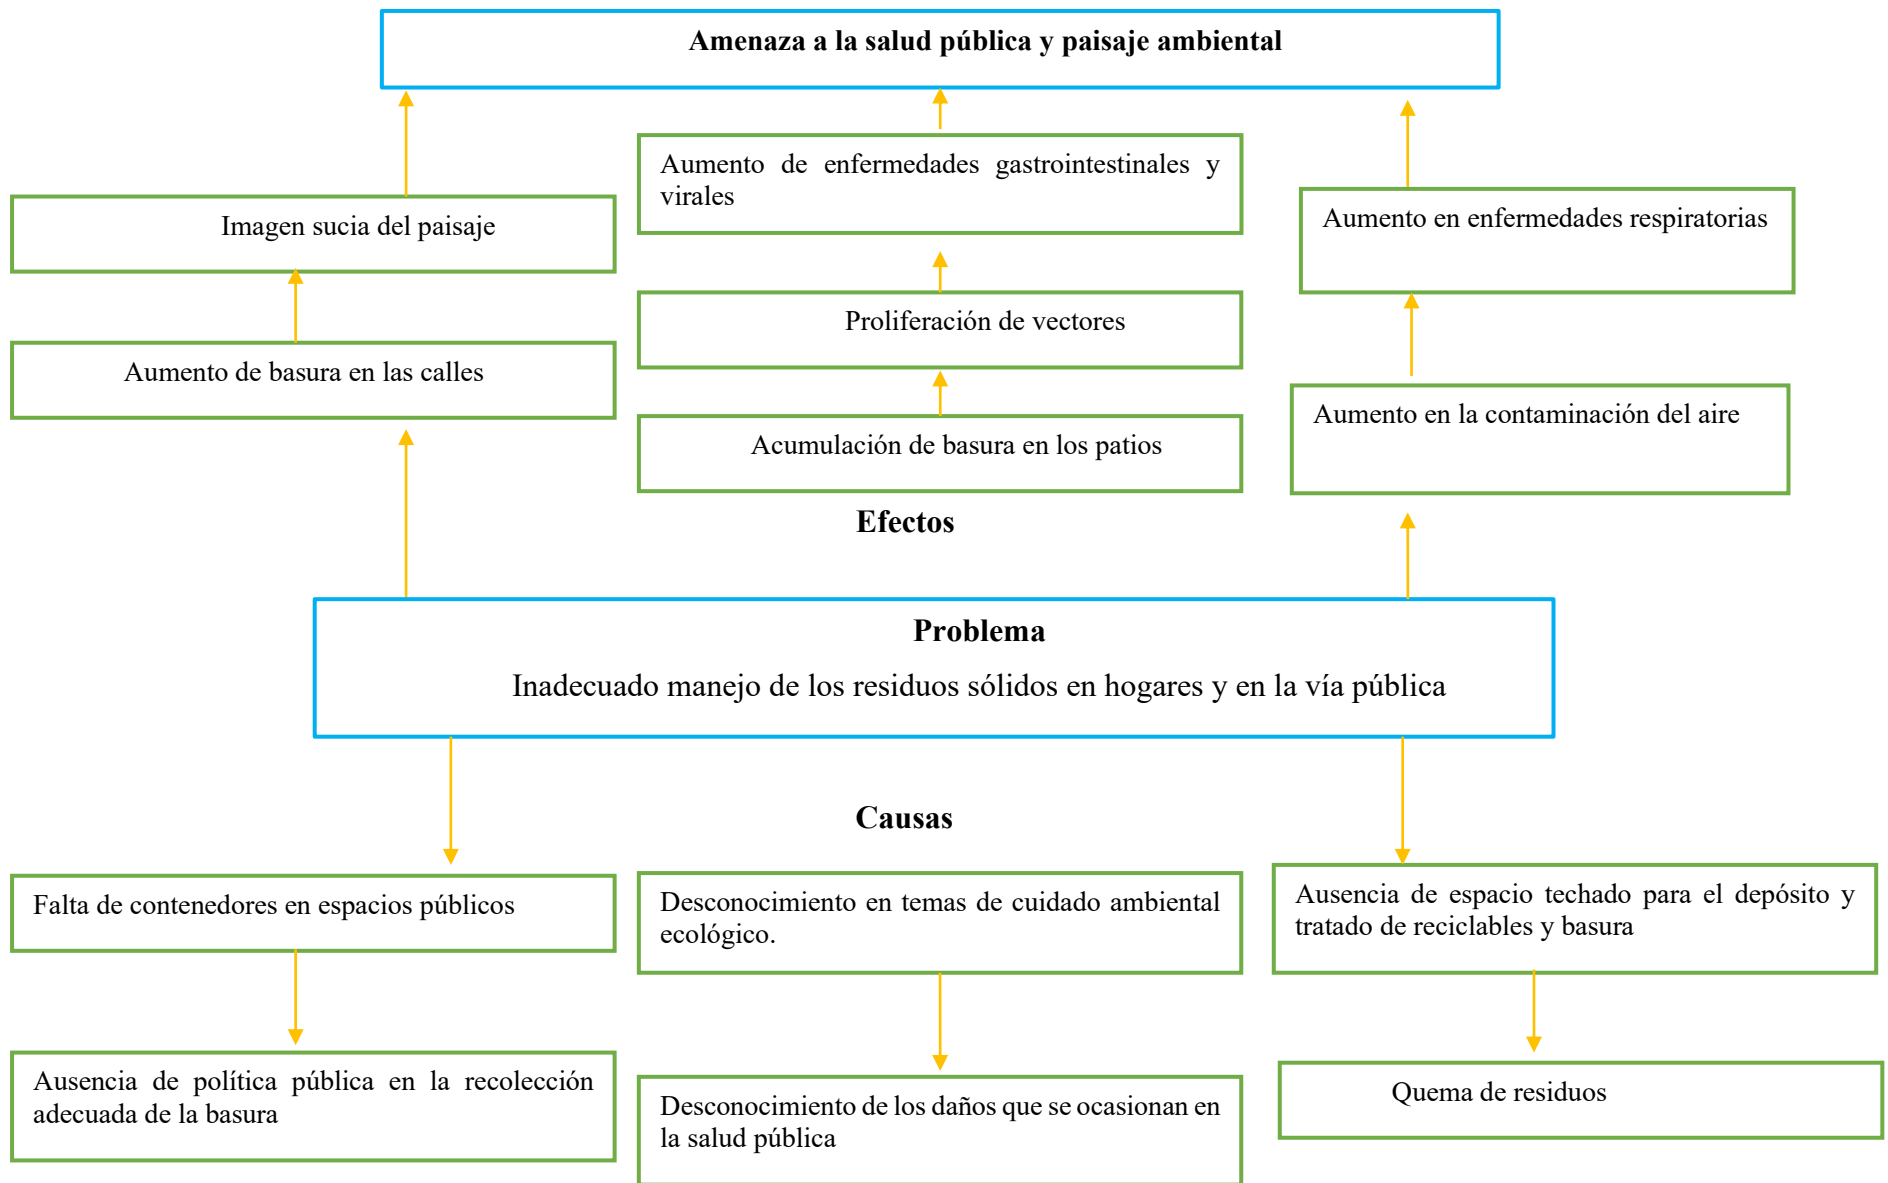 Amenaza a la salud pública y paisaje ambiental
Imagen sucia del paisaje
Aumento de enfermedades gastrointestinales y
virales
Aumento en enfermedades respiratorias
Aumento de basura en las calles
Proliferación de vectores
Aumento en la contaminación del aire
Acumulación de basura en los patios
Efectos
Problema
Inadecuado manejo de los residuos sólidos en hogares y en la vía pública
Causas
Falta de contenedores en espacios públicos
Desconocimiento en temas de cuidado ambiental
ecológico.
Ausencia de espacio techado para el depósito y
tratado de reciclables y basura
Ausencia de política pública en la recolección
adecuada de la basura
Desconocimiento de los daños que se ocasionan en
la salud pública
Quema de residuos